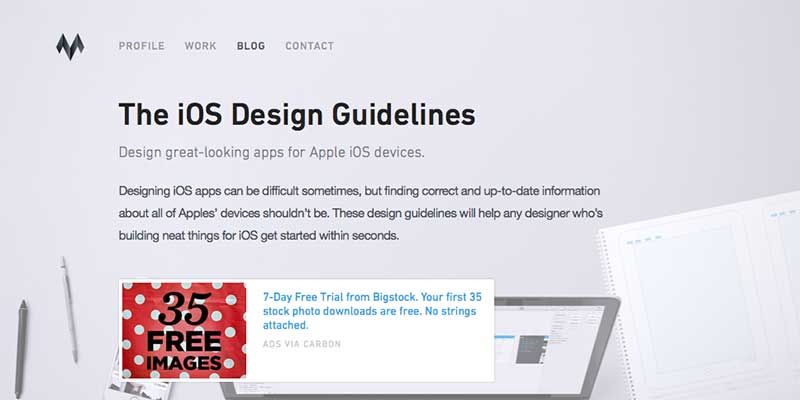 PROFILE WORK BLOG CONTACT
The iOS Design Guidelines
Design great-looking apps for Apple iOS devices.
Designing iOS apps can be difficult sometimes, but finding correct and up-to-date information
about all of Apples' devices shouldn't be. These design guidelines will help any designer who's
building neat things for iOS get started within seconds.
35
FREE
IMAGES
7-Day Free Trial from Bigstock. Your first 35
stock photo downloads are free. No strings
attached.
ADS VIA CARBON